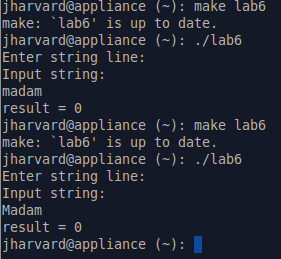 jharvard@appliance (~): make lab6
make: `lab6' is up to date.
jharvard@appliance (~): ./lab6
Enter string line:
Input string:
madam
result = 0
jharvard@appliance (~): make lab6
make: `lab6' is up to date.
jharvard@appliance (~): ./lab6
Enter string line:
Input string:
Madam
result = 0
jharvard@appliance (~):